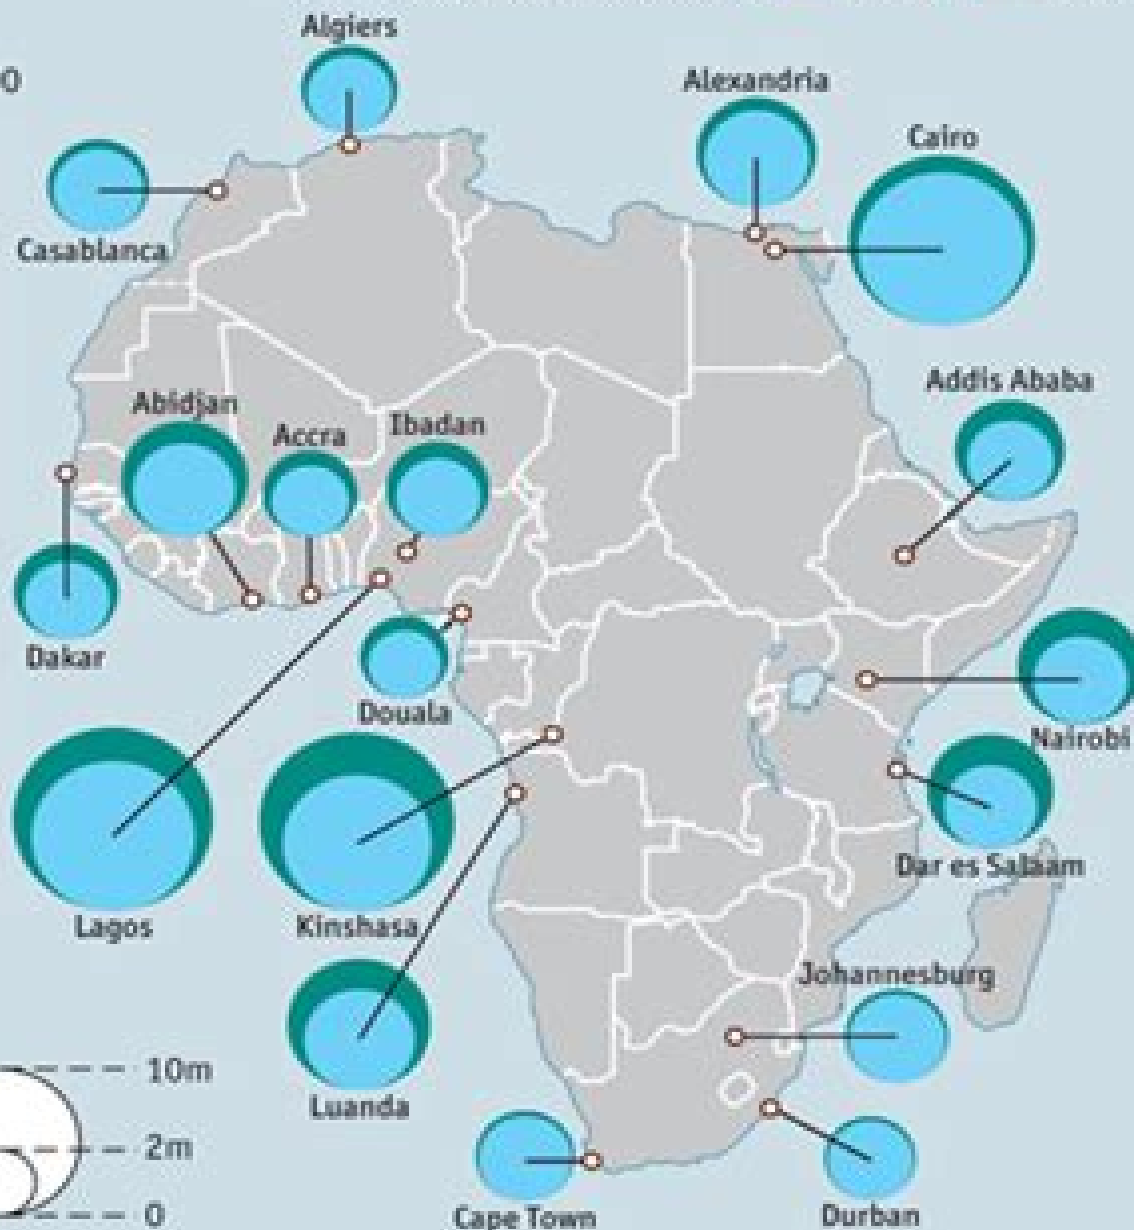 Algiers
0
Alexandria
Cairo
Casablanca
Addis Ababa
Abidjan
Accra
Ibadan
Dakar
Douala
Nairobi
Dar es Salaam
Lagos
Kinshasa
Johannesburg
10m
Luanda
2m
0
Cape Town
Durban